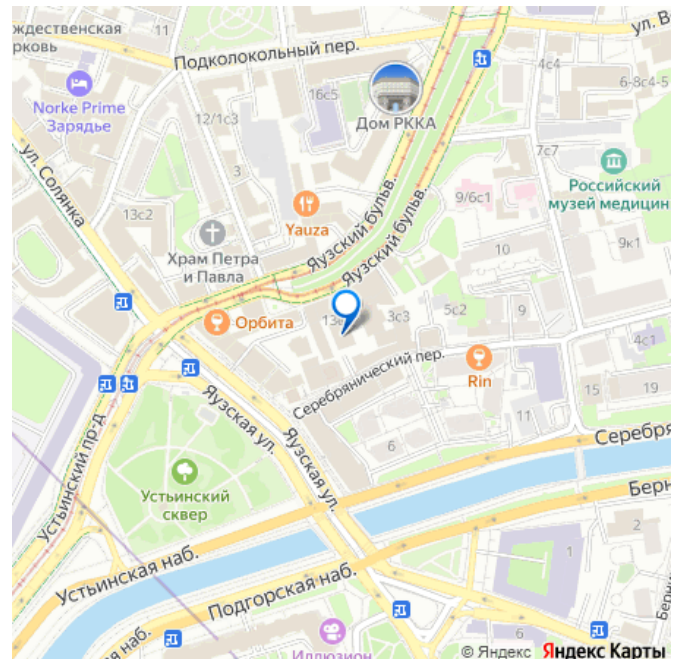 ждественская
рковь
11
Подколокольный пер.
ул. В
Norke Prime
Зарядье
12/1с3
16с5
Дом РККА
4с4
6-8с4-5
7с7
ул. Солянка
3
13с2
Yauza
Яузский бульв.
Яузский бульв.
9/6с1
Российский
музей медицин
Храм Петра
и Павла
10
9к1
Орбита
3с3
5с2
9
4с1
Серебрянический пер.
Rin
15
19
11
6
Серебря
Яузская ул.
Яузская ул.
Устьинский пр-д
Устьинский
сквер
Берни
2
1
Устьинская наб.
Подгорская наб.
Берни
Иллюзион
6
© Яндекс Яндекс Карты